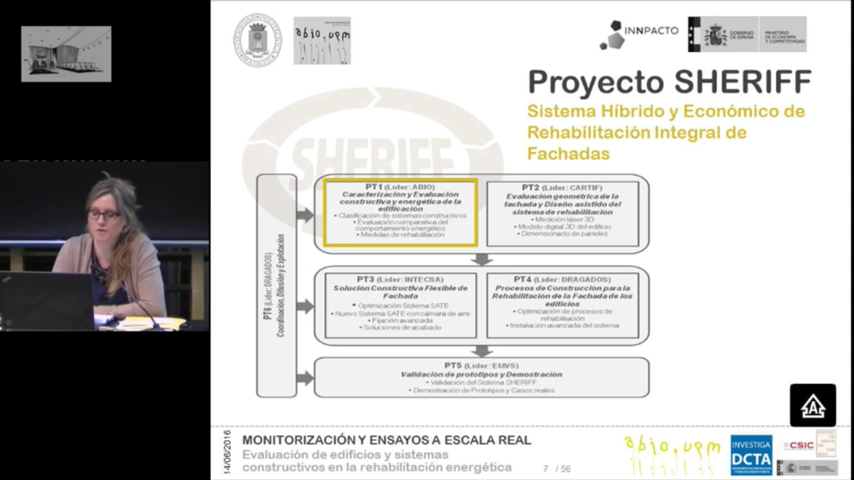 abio.upm
INNPACTO
GOBIERNO
DE ESPAÑA
MINISTERIO
DE ECONOMÍA
Y COMPETITIVIDAD
Proyecto SHERIFF
Sistema Híbrido y Económico de
Rehabilitación Integral de
Fachadas
SHERIFF
PT6 (Líder: DRAGADOS)
Coordinación, Difusión y Explotación
PT1 (Líder: ABIO)
Caracterización y Evaluación
constructiva y energética de la
edificación
• Clasificación de sistemas constructivos
• Evaluación comparativa del
comportamiento energético
• Medidas de rehabilitación
PT2 (Líder: CARTIF)
Evaluación geométrica de la
fachada y Diseño asistido del
sistema de rehabilitación
• Medición láser 3D
• Modelo digital 3D del edificio
• Dimensionado de paneles
PT3 (Líder: INTECSA)
Solución Constructiva Flexible de
Fachada
• Optimización Sistema SATE
• Nuevo Sistema SATE con cámara de aire
• Fijación avanzada
• Soluciones de acabado
PT4 (Líder: DRAGADOS)
Procesos de Construcción para la
Rehabilitación de la Fachada de los
edificios
• Optimización de procesos de
rehabilitación
• Instalación avanzada del sistema
PT5 (Líder: EMVS)
Validación de prototipos y Demostración
• Validación del Sistema SHERIFF
• Demostración de Prototipos y Casos reales
14/06/2016
MONITORIZACIÓN Y ENSAYOS A ESCALA REAL
Evaluación de edificios y sistemas
constructivos en la rehabilitación energética
7 / 56
abio.upm
INVESTIGA
DCTA
CSIC